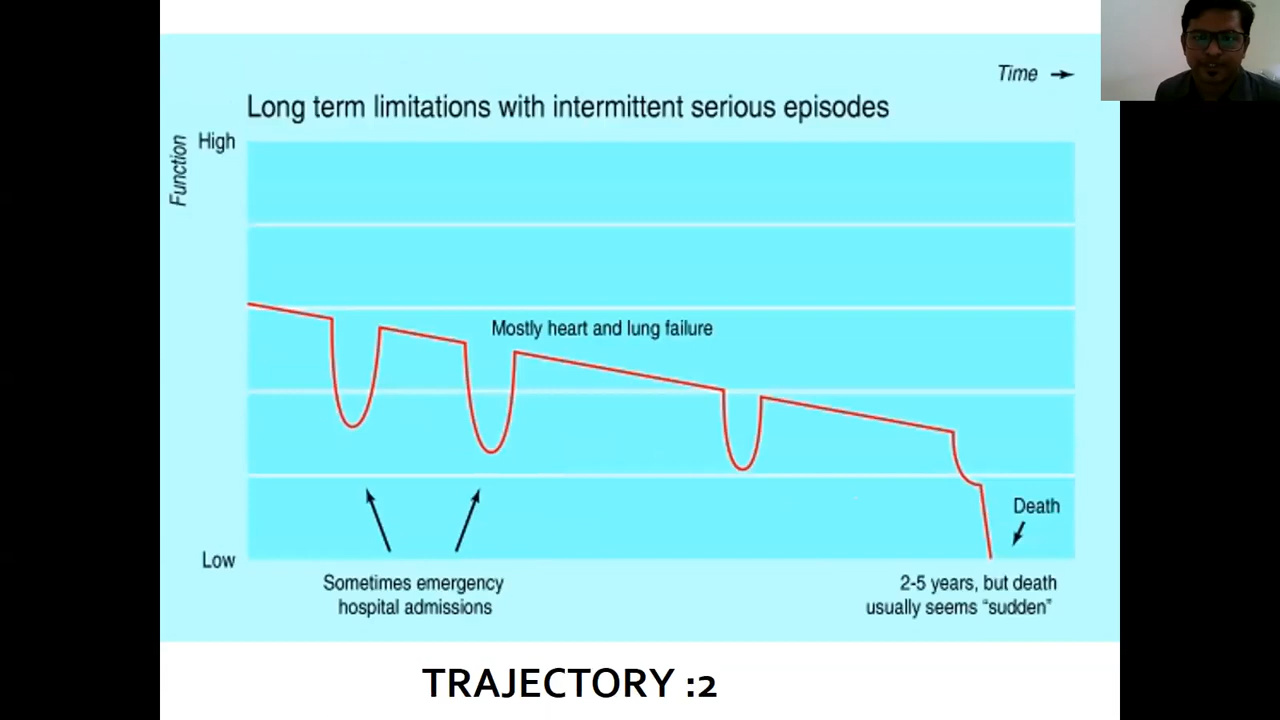 Time
Long term limitations with intermittent serious episodes
High
Function
Mostly heart and lung failure
Death
Low
Sometimes emergency
hospital admissions
2-5 years, but death
usually seems “sudden”
TRAJECTORY :2